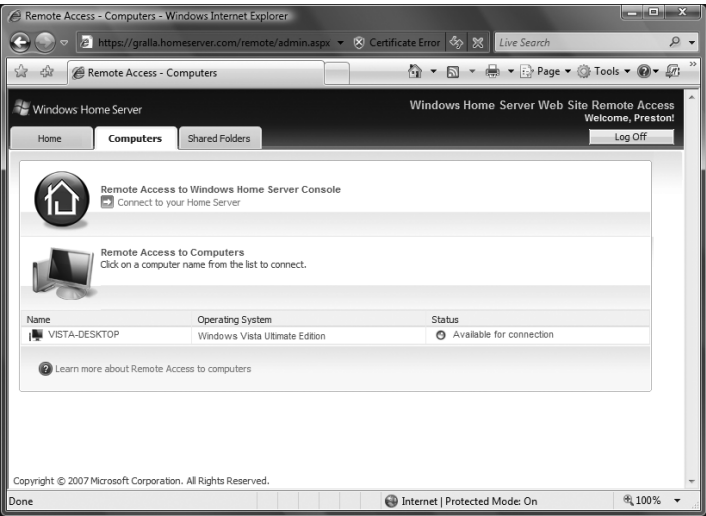 Remote Access - Computers - Windows Internet Explorer
https://gralla.homeserver.com/remote/admin.aspx Certificate Error Live Search
Remote Access - Computers Page Tools
Windows Home Server
Windows Home Server Web Site Remote Access
Welcome, Preston!
Home Computers Shared Folders Log Off
Remote Access to Windows Home Server Console
Connect to your Home Server
Remote Access to Computers
Click on a computer name from the list to connect.
Name Operating System Status
VISTA-DESKTOP Windows Vista Ultimate Edition Available for connection
Learn more about Remote Access to computers
Copyright © 2007 Microsoft Corporation. All Rights Reserved.
Done Internet | Protected Mode: On 100%